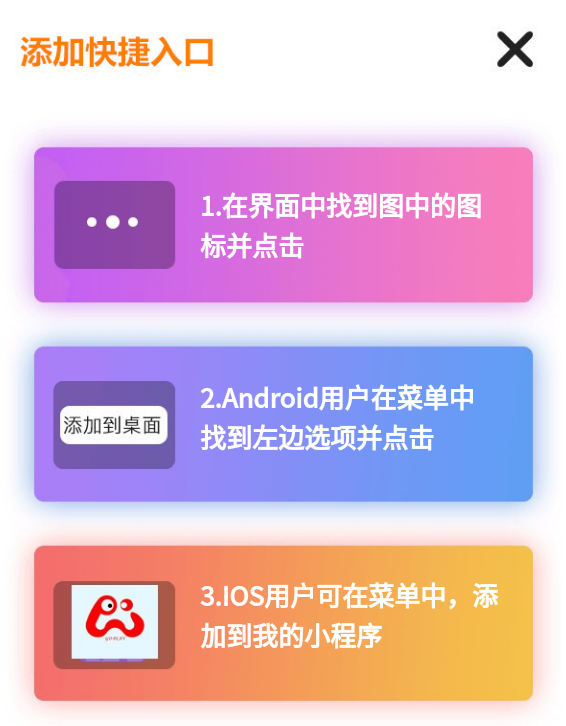 添加快捷入口
1.在界面中找到图中的图
标并点击
添加到桌面
2.Android用户在菜单中
找到左边选项并点击
3.IOS用户可在菜单中，添
加到我的小程序